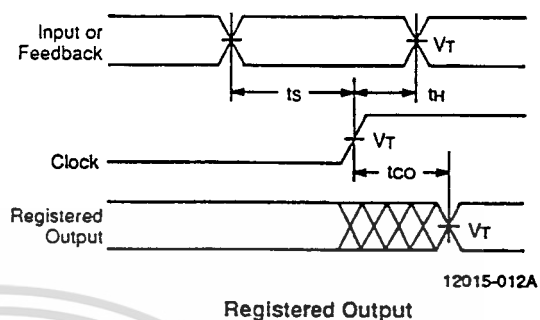 Input or
Feedback
VT
tS
tH
Clock
VT
tCO
Registered
Output
VT
12015-012A
Registered Output